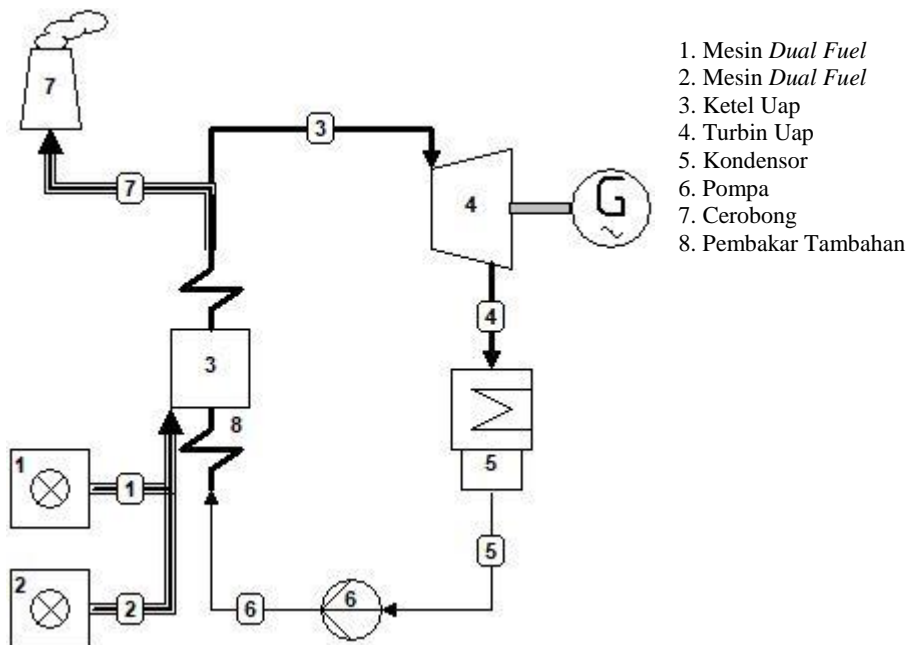 7
3
7
4
G
4
3
8
5
1
1
5
2
2
6
6
1. Mesin Dual Fuel
2. Mesin Dual Fuel
3. Ketel Uap
4. Turbin Uap
5. Kondensor
6. Pompa
7. Cerobong
8. Pembakar Tambahan